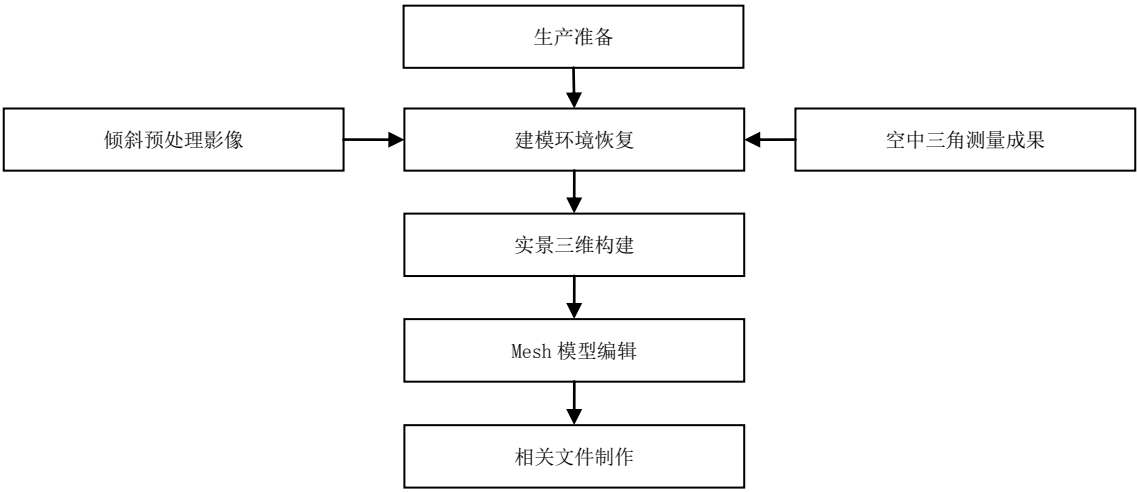 生产准备
倾斜预处理影像
建模环境恢复
空中三角测量成果
实景三维构建
Mesh 模型编辑
相关文件制作